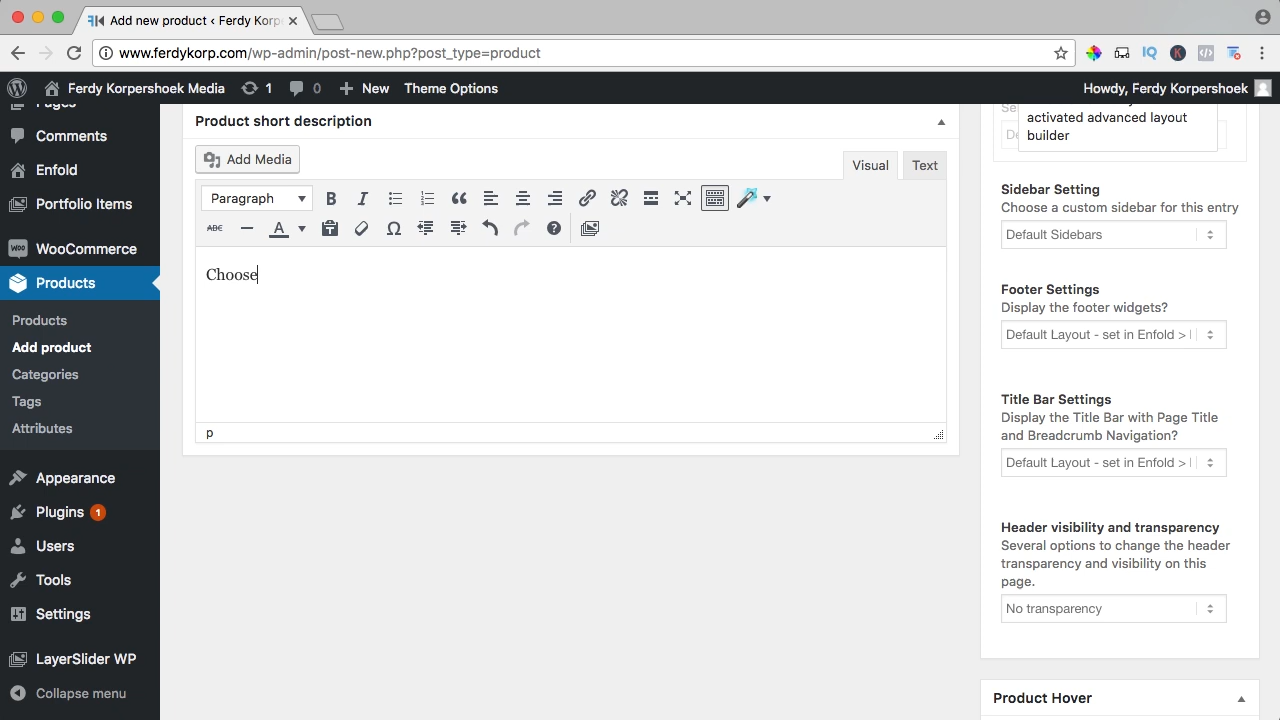 Add new product ‹ Ferdy Korp
www.ferdykorp.com/wp-admin/post-new.php?post_type=product
Ferdy Korpershoek Media
1
0
New
Theme Options
Howdy, Ferdy Korpershoek
Pages
Comments
Enfold
Portfolio Items
WooCommerce
Products
Products
Add product
Categories
Tags
Attributes
Appearance
Plugins 1
Users
Tools
Settings
LayerSlider WP
Collapse menu
Product short description
Add Media
Visual
Text
Paragraph
B
I
ABC
A
Choose
p
activated advanced layout
builder
Sidebar Setting
Choose a custom sidebar for this entry
Default Sidebars
Footer Settings
Display the footer widgets?
Default Layout - set in Enfold >
Title Bar Settings
Display the Title Bar with Page Title
and Breadcrumb Navigation?
Default Layout - set in Enfold >
Header visibility and transparency
Several options to change the header
transparency and visibility on this
page.
No transparency
Product Hover